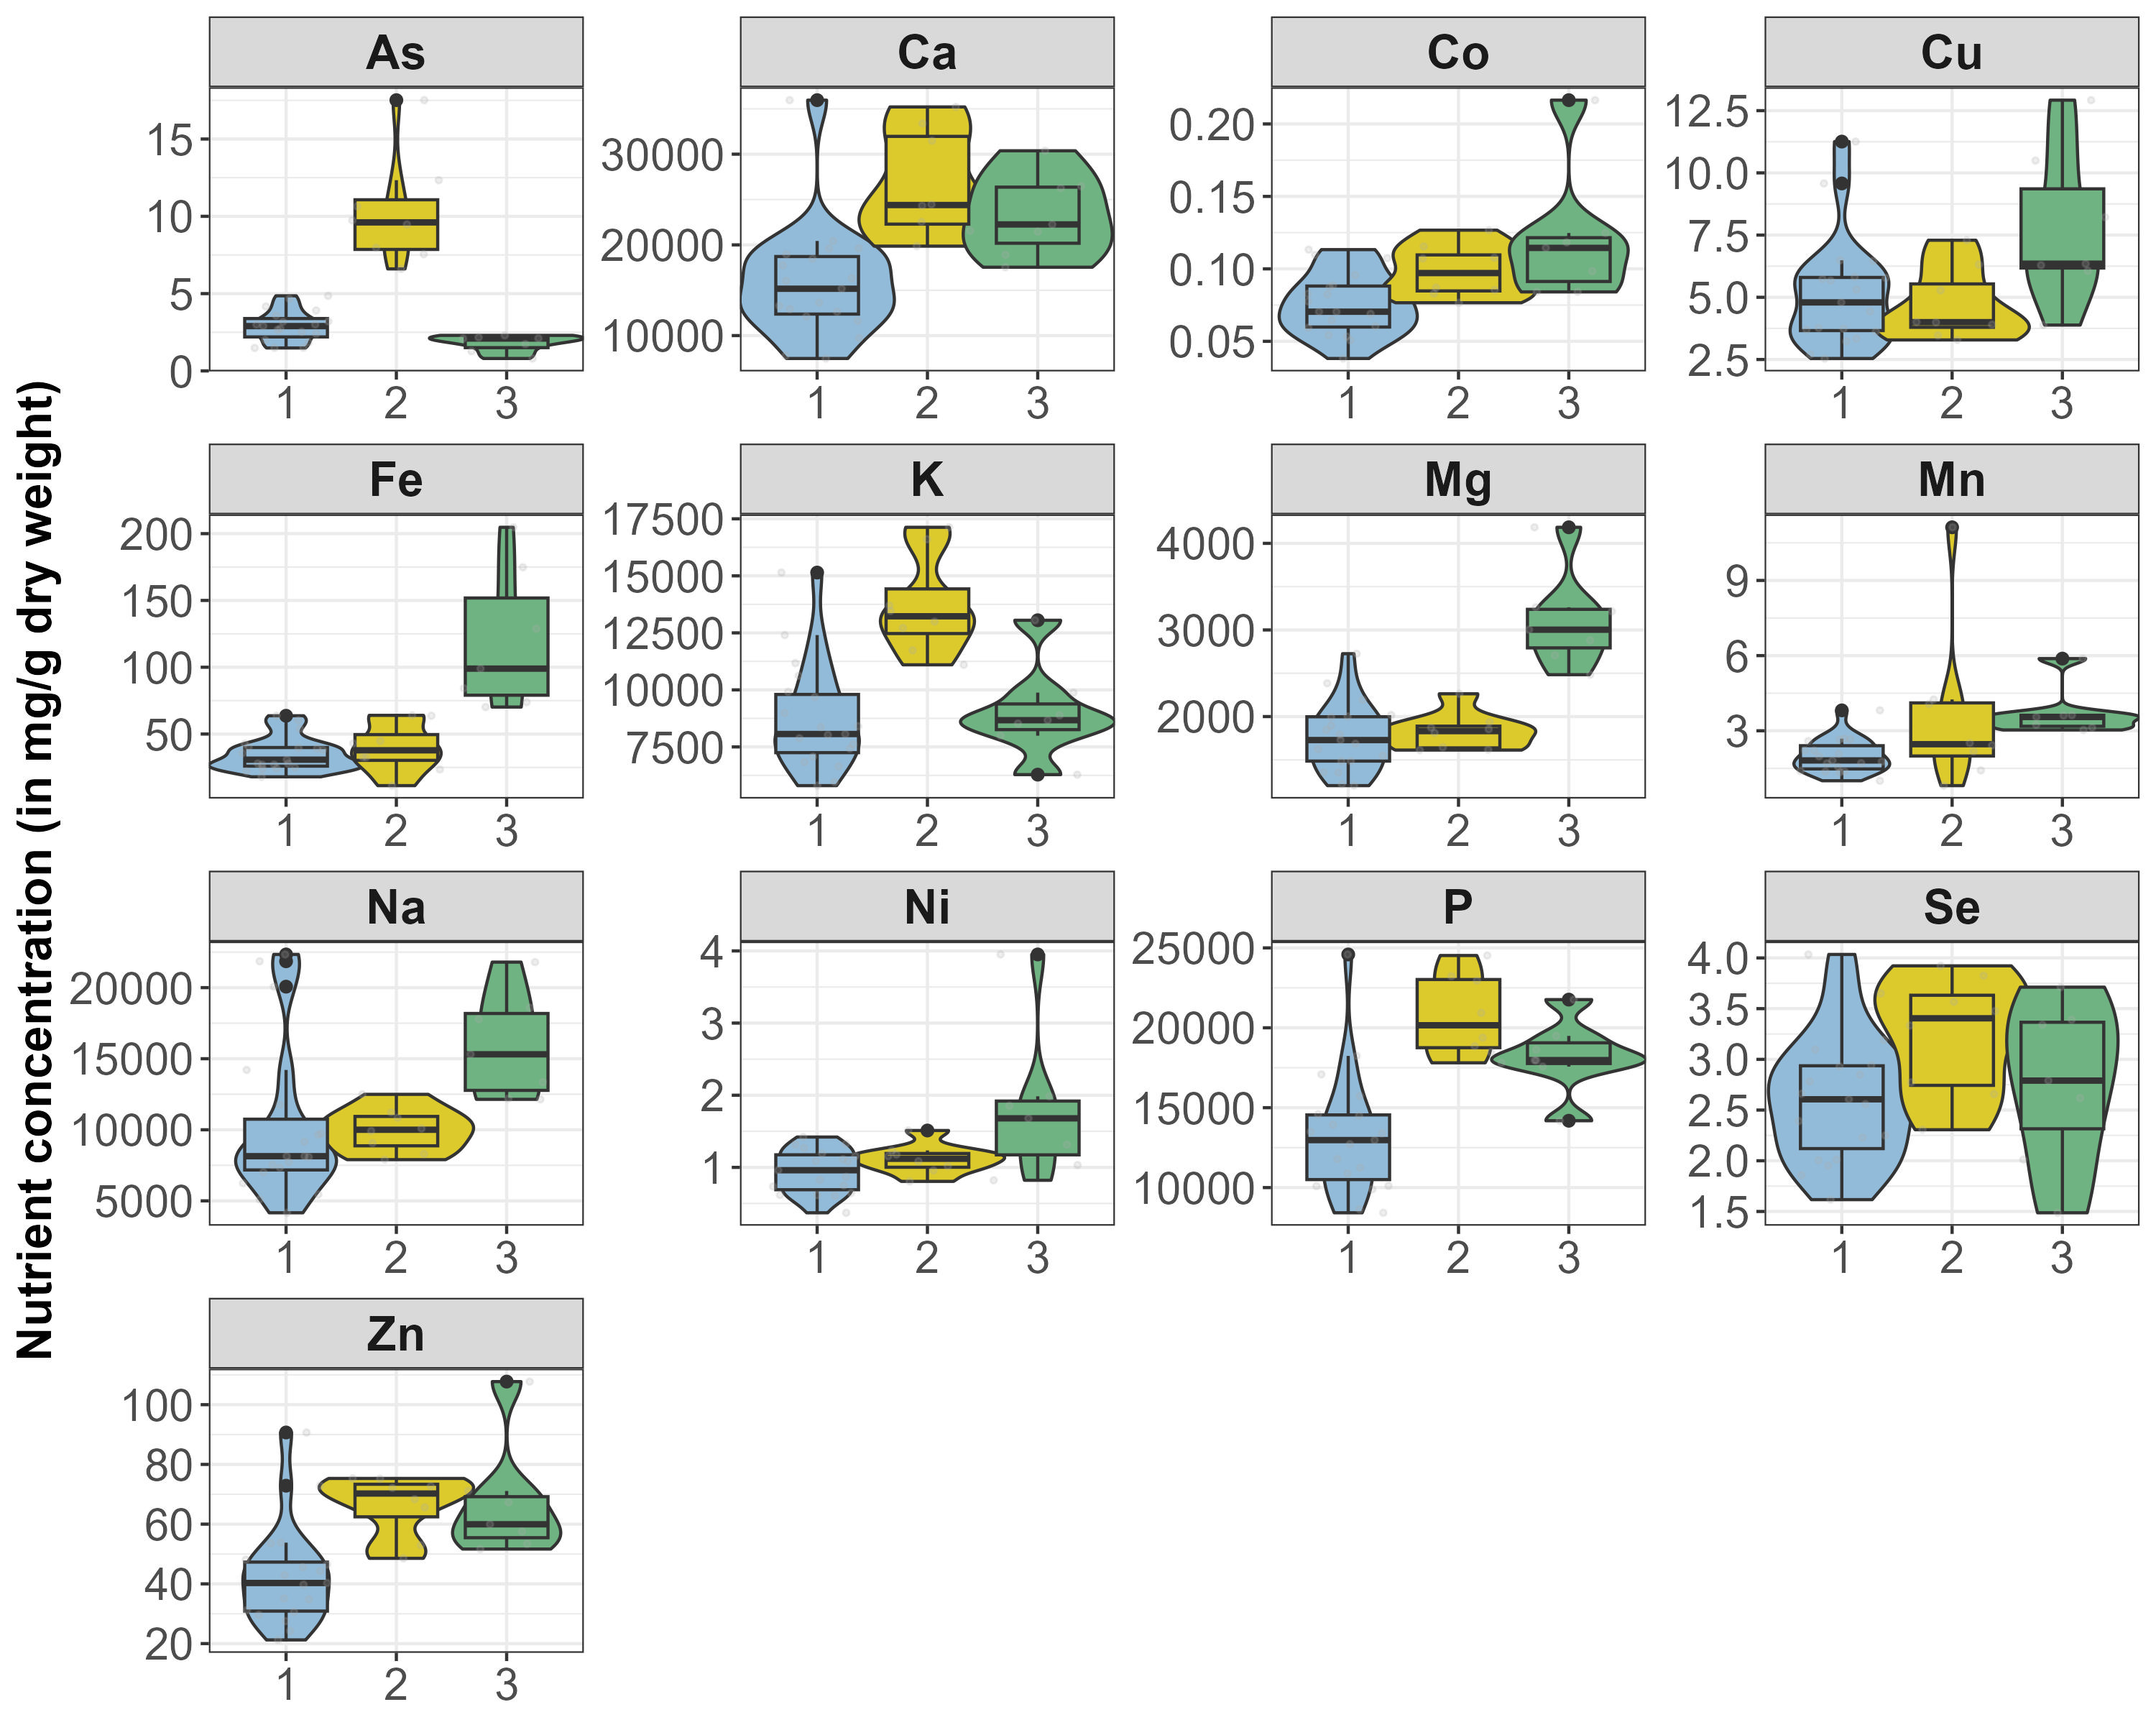 Nutrient concentration (in mg/g dry weight)
As
15
10
5
0
1 2 3
Ca
30000
20000
10000
1 2 3
Co
0.20
0.15
0.10
0.05
1 2 3
Cu
12.5
10.0
7.5
5.0
2.5
1 2 3
Fe
200
150
100
50
1 2 3
K
17500
15000
12500
10000
7500
1 2 3
Mg
4000
3000
2000
1 2 3
Mn
9
6
3
1 2 3
Na
20000
15000
10000
5000
1 2 3
Ni
4
3
2
1
1 2 3
P
25000
20000
15000
10000
1 2 3
Se
4.0
3.5
3.0
2.5
2.0
1.5
1 2 3
Zn
100
80
60
40
20
1 2 3